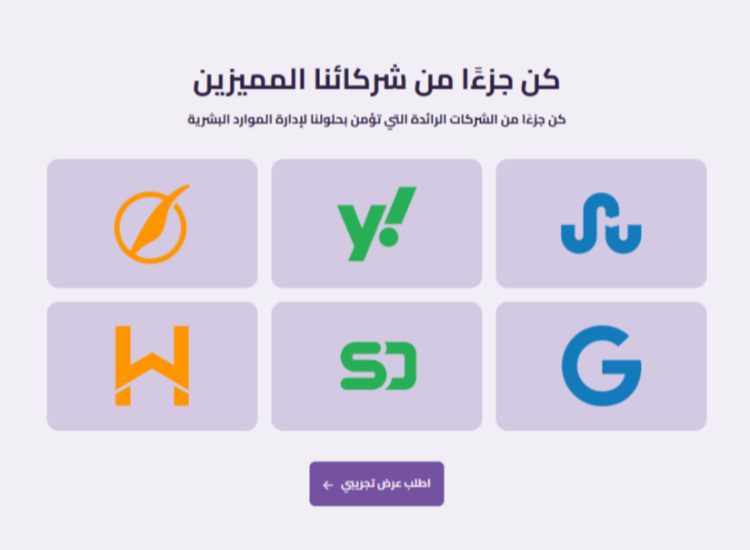 كن جزءًا من شركائنا المميزين
كن جزءًا من الشركات الرائدة التي تؤمن بحلولنا لإدارة الموارد البشرية
y!
SD
G
اطلب عرض تجريبي ←